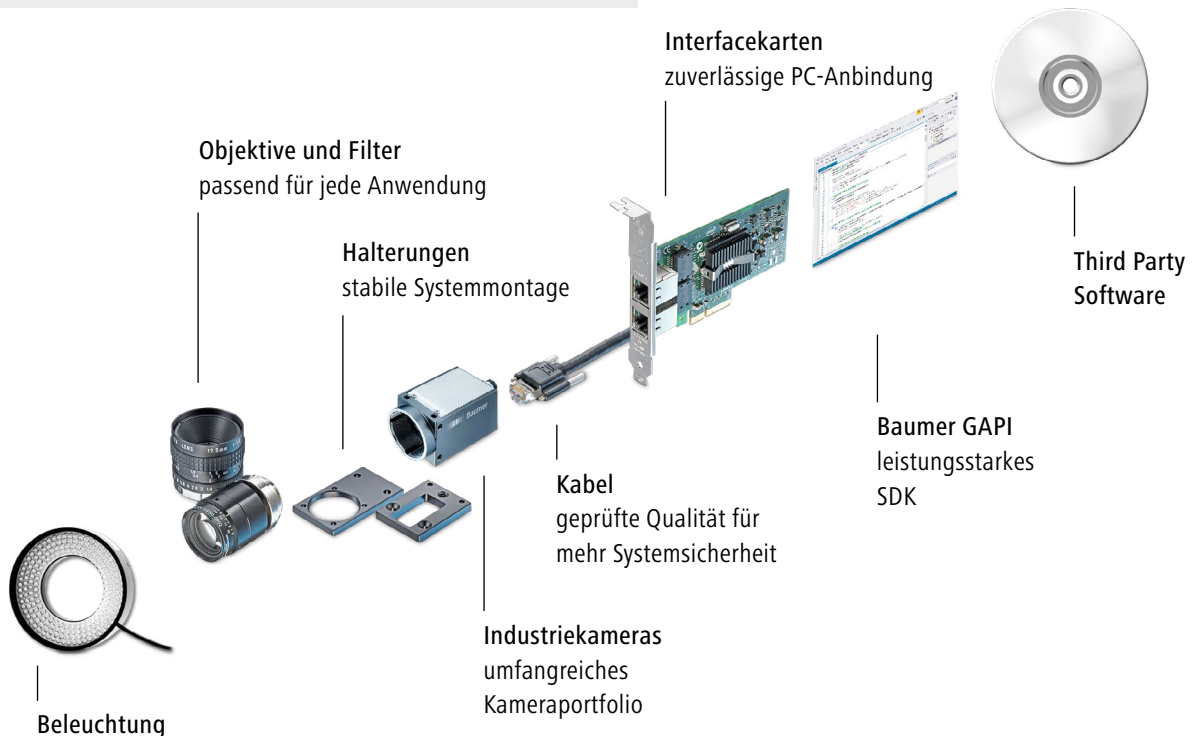 Interfacekarten
zuverlässige PC-Anbindung
Objektive und Filter
passend für jede Anwendung
Halterungen
stabile Systemmontage
Third Party
Software
Baumer
Baumer GAPI
leistungsstarkes
SDK
Kabel
geprüfte Qualität für
mehr Systemsicherheit
Industriekameras
umfangreiches
Kameraportfolio
Beleuchtung